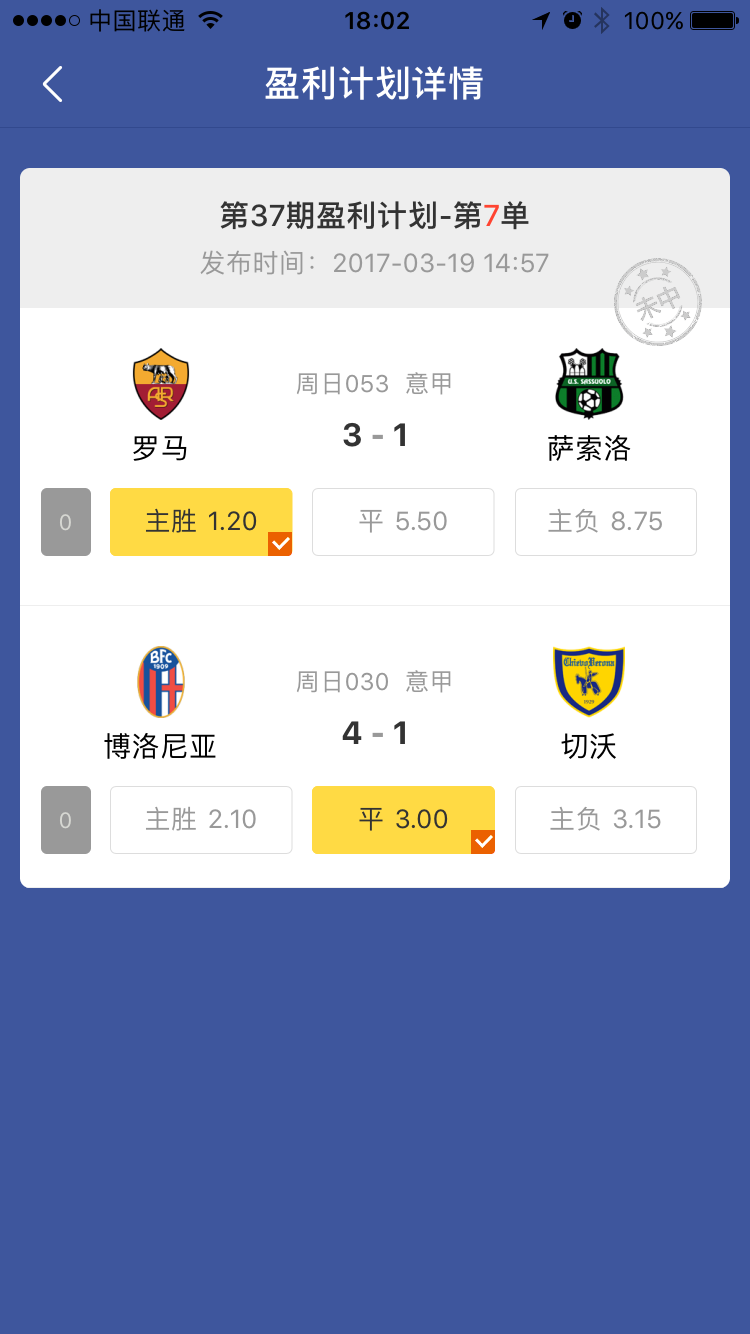 中国联通 18:02 100%
盈利计划详情
第37期盈利计划-第7单
发布时间：2017-03-19 14:57
未中
周日053 意甲
ASR
U.S. SASSUOLO
3 - 1
罗马 萨索洛
0 主胜 1.20 平 5.50 主负 8.75
周日030 意甲
BFC
1909
ChievoVerona
1929
4 - 1
博洛尼亚 切沃
0 主胜 2.10 平 3.00 主负 3.15